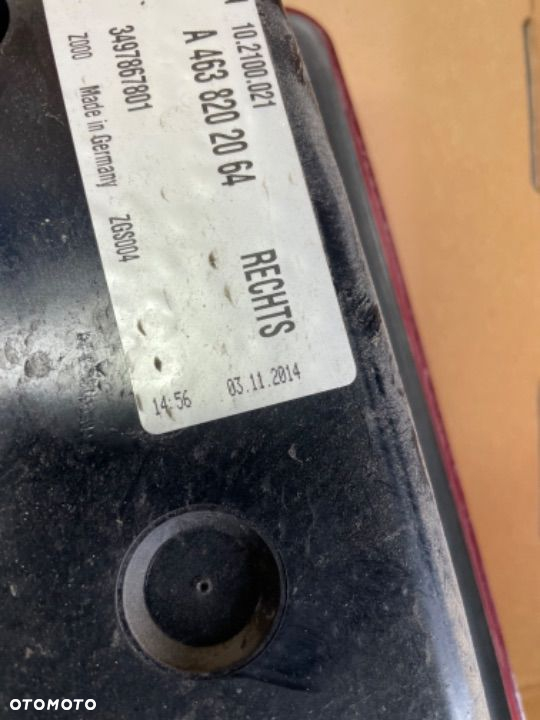 10.2100.021
A 463 820 20 64
RECHTS
3497867801
Z000 Made in Germany ZGS004
14:56 03.11.2014
OTOMOTO